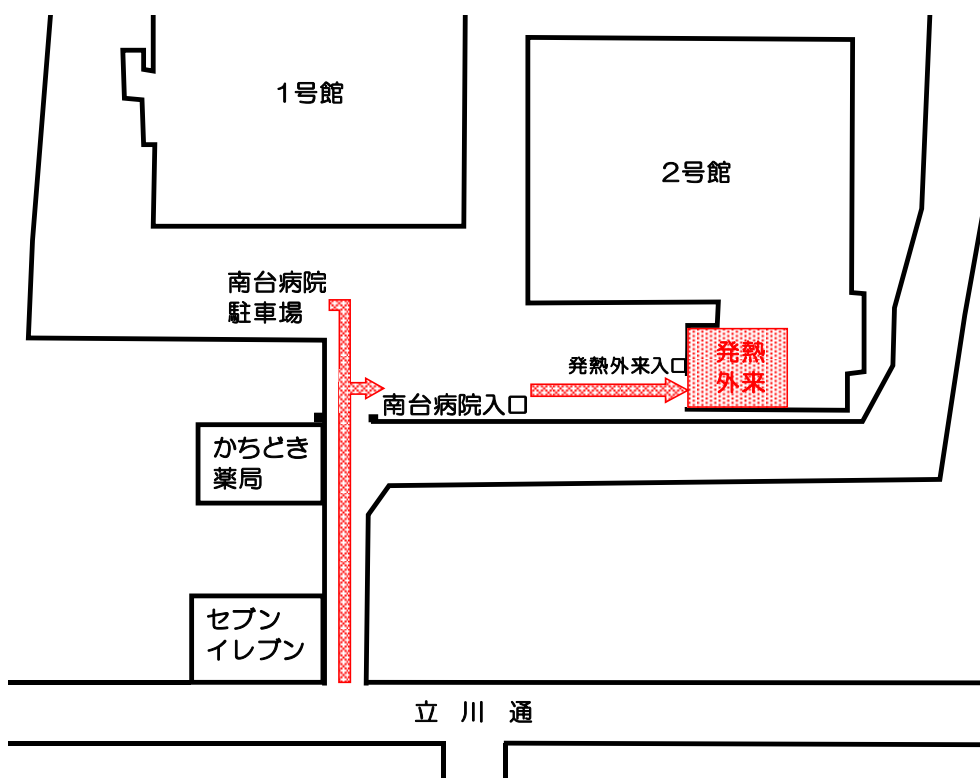 １号館
２号館
南台病院
駐車場
発熱外来入口
発熱
外来
南台病院入口
かちどき
薬局
セブン
イレブン
立 川 通